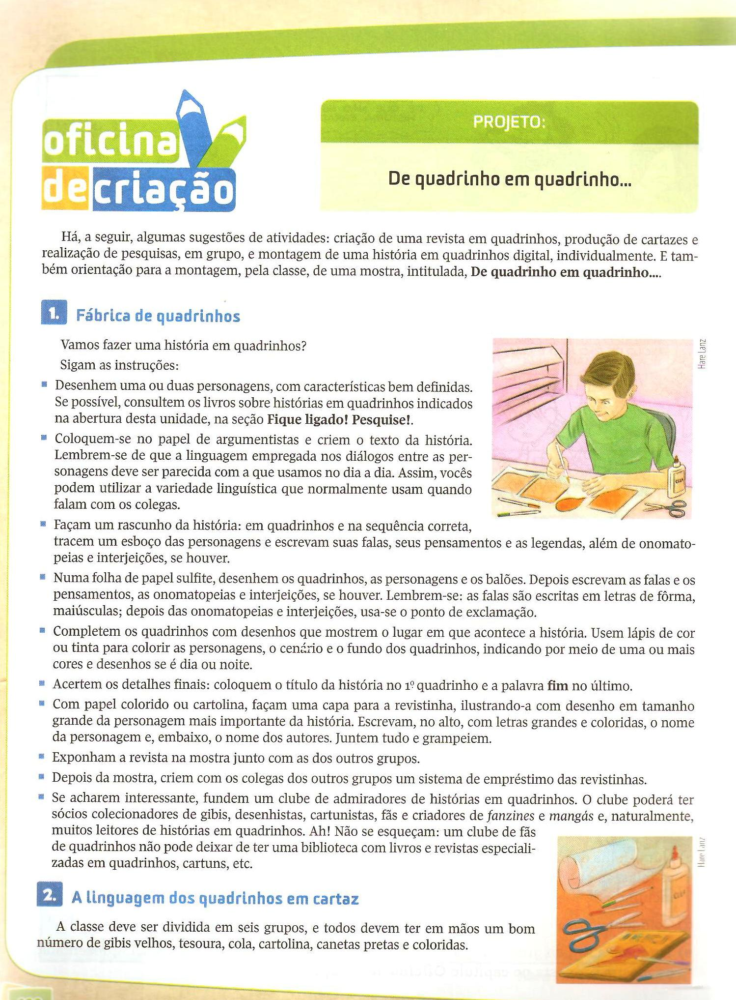 oficina
de criação
PROJETO:
De quadrinho em quadrinho...
Há, a seguir, algumas sugestões de atividades: criação de uma revista em quadrinhos, produção de cartazes e
realização de pesquisas, em grupo, e montagem de uma história em quadrinhos digital, individualmente. E tam-
bém orientação para a montagem, pela classe, de uma mostra, intitulada, De quadrinho em quadrinho....
1. Fábrica de quadrinhos
Vamos fazer uma história em quadrinhos?
Sigam as instruções:
Hare Lanz
COLA
▪ Desenhem uma ou duas personagens, com características bem definidas.
Se possível, consultem os livros sobre histórias em quadrinhos indicados
na abertura desta unidade, na seção Fique ligado! Pesquise!.
▪ Coloquem-se no papel de argumentistas e criem o texto da história.
Lembrem-se de que a linguagem empregada nos diálogos entre as per-
sonagens deve ser parecida com a que usamos no dia a dia. Assim, vocês
podem utilizar a variedade linguística que normalmente usam quando
falam com os colegas.
▪ Façam um rascunho da história: em quadrinhos e na sequência correta,
tracem um esboço das personagens e escrevam suas falas, seus pensamentos e as legendas, além de onomato-
peias e interjeições, se houver.
▪ Numa folha de papel sulfite, desenhem os quadrinhos, as personagens e os balões. Depois escrevam as falas e os
pensamentos, as onomatopeias e interjeições, se houver. Lembrem-se: as falas são escritas em letras de fôrma,
maiúsculas; depois das onomatopeias e interjeições, usa-se o ponto de exclamação.
▪ Completem os quadrinhos com desenhos que mostrem o lugar em que acontece a história. Usem lápis de cor
ou tinta para colorir as personagens, o cenário e o fundo dos quadrinhos, indicando por meio de uma ou mais
cores e desenhos se é dia ou noite.
▪ Acertem os detalhes finais: coloquem o título da história no 1º quadrinho e a palavra fim no último.
▪ Com papel colorido ou cartolina, façam uma capa para a revistinha, ilustrando-a com desenho em tamanho
grande da personagem mais importante da história. Escrevam, no alto, com letras grandes e coloridas, o nome
da personagem e, embaixo, o nome dos autores. Juntem tudo e grampeiem.
▪ Exponham a revista na mostra junto com as dos outros grupos.
▪ Depois da mostra, criem com os colegas dos outros grupos um sistema de empréstimo das revistinhas.
▪ Se acharem interessante, fundem um clube de admiradores de histórias em quadrinhos. O clube poderá ter
sócios colecionadores de gibis, desenhistas, cartunistas, fãs e criadores de fanzines e mangás e, naturalmente,
muitos leitores de histórias em quadrinhos. Ah! Não se esqueçam: um clube de fãs
de quadrinhos não pode deixar de ter uma biblioteca com livros e revistas especiali-
zadas em quadrinhos, cartuns, etc.
Hare Lanz
2. A linguagem dos quadrinhos em cartaz
A classe deve ser dividida em seis grupos, e todos devem ter em mãos um bom
número de gibis velhos, tesoura, cola, cartolina, canetas pretas e coloridas.